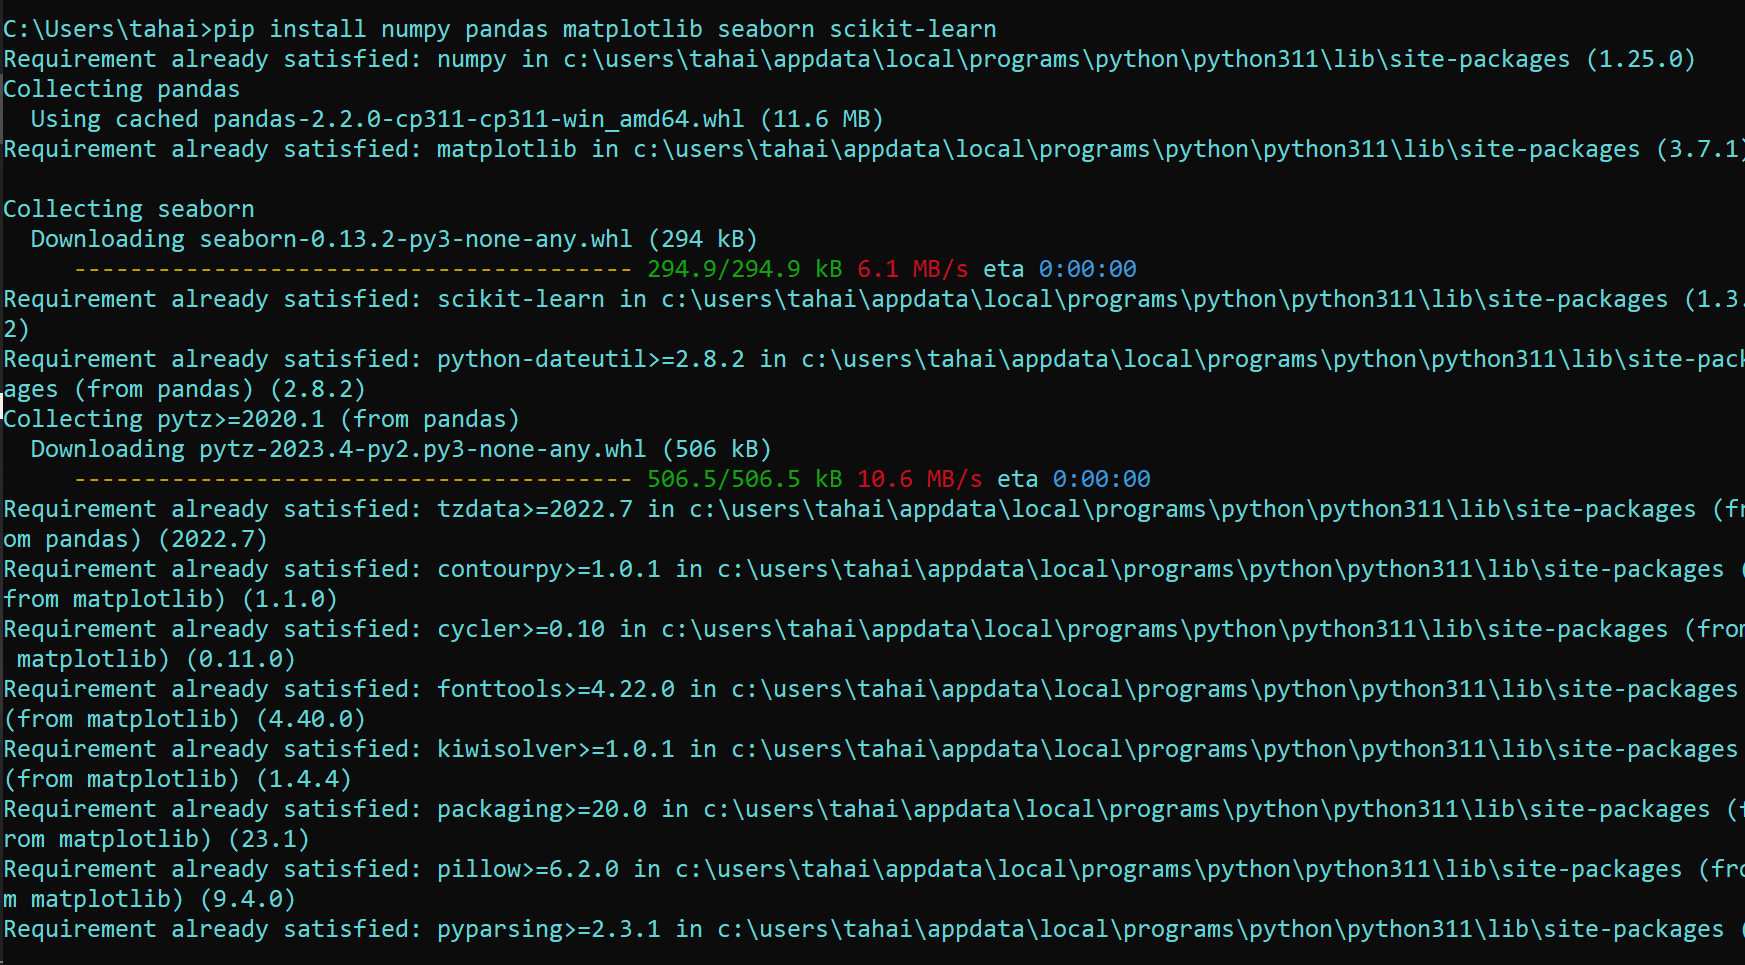 C:\Users\tahai>pip install numpy pandas matplotlib seaborn scikit-learn
Requirement already satisfied: numpy in c:\users\tahai\appdata\local\programs\python\python311\lib\site-packages (1.25.0)
Collecting pandas
  Using cached pandas-2.2.0-cp311-cp311-win_amd64.whl (11.6 MB)
Requirement already satisfied: matplotlib in c:\users\tahai\appdata\local\programs\python\python311\lib\site-packages (3.7.1)
Collecting seaborn
  Downloading seaborn-0.13.2-py3-none-any.whl (294 kB)
     ---------------------------------------- 294.9/294.9 kB 6.1 MB/s eta 0:00:00
Requirement already satisfied: scikit-learn in c:\users\tahai\appdata\local\programs\python\python311\lib\site-packages (1.3.
2)
Requirement already satisfied: python-dateutil>=2.8.2 in c:\users\tahai\appdata\local\programs\python\python311\lib\site-pack
ages (from pandas) (2.8.2)
Collecting pytz>=2020.1 (from pandas)
  Downloading pytz-2023.4-py2.py3-none-any.whl (506 kB)
     ---------------------------------------- 506.5/506.5 kB 10.6 MB/s eta 0:00:00
Requirement already satisfied: tzdata>=2022.7 in c:\users\tahai\appdata\local\programs\python\python311\lib\site-packages (fr
om pandas) (2022.7)
Requirement already satisfied: contourpy>=1.0.1 in c:\users\tahai\appdata\local\programs\python\python311\lib\site-packages (
from matplotlib) (1.1.0)
Requirement already satisfied: cycler>=0.10 in c:\users\tahai\appdata\local\programs\python\python311\lib\site-packages (from
 matplotlib) (0.11.0)
Requirement already satisfied: fonttools>=4.22.0 in c:\users\tahai\appdata\local\programs\python\python311\lib\site-packages
(from matplotlib) (4.40.0)
Requirement already satisfied: kiwisolver>=1.0.1 in c:\users\tahai\appdata\local\programs\python\python311\lib\site-packages
(from matplotlib) (1.4.4)
Requirement already satisfied: packaging>=20.0 in c:\users\tahai\appdata\local\programs\python\python311\lib\site-packages (f
rom matplotlib) (23.1)
Requirement already satisfied: pillow>=6.2.0 in c:\users\tahai\appdata\local\programs\python\python311\lib\site-packages (fro
m matplotlib) (9.4.0)
Requirement already satisfied: pyparsing>=2.3.1 in c:\users\tahai\appdata\local\programs\python\python311\lib\site-packages (